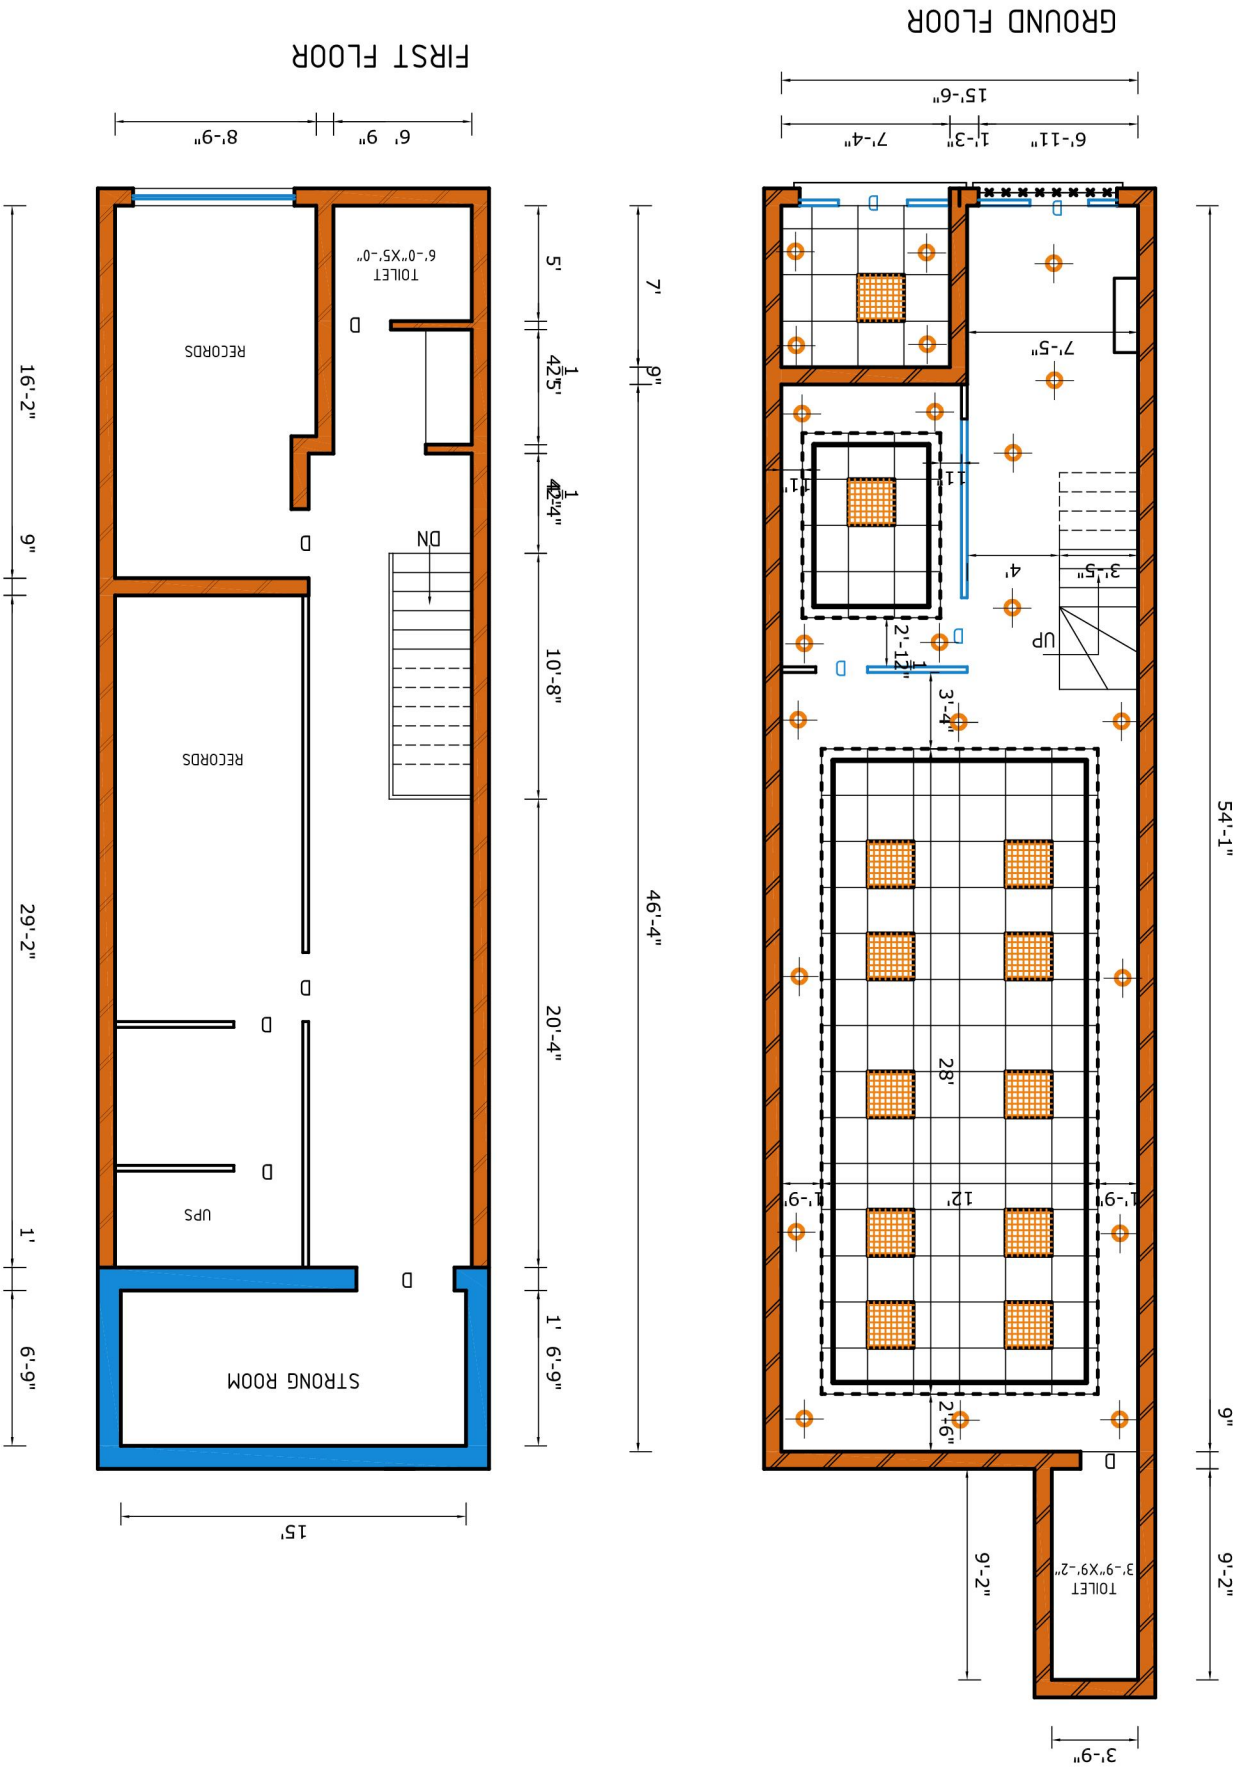 GROUND FLOOR
15'-6"
6'-11"
1'-3"
7'-4"
D
D
7'-5"
11"
11"
4'
3'-5"
UP
D
D
2'-1
3'-4"
28'
1'-9"
12'
1'-9"
2'-6"
D
TOILET
3'-9"X9'-2"
3'-9"
54'-1"
9"
9'-2"
9'-2"
7'
9"
46'-4"
FIRST FLOOR
6' 9"
8'-9"
TOILET
6'-0"X5'-0"
D
RECORDS
D
DN
RECORDS
D
D
D
UPS
D
STRONG ROOM
15'
5'
10'-8"
20'-4"
1'
6'-9"
16'-2"
9"
29'-2"
1'
6'-9"